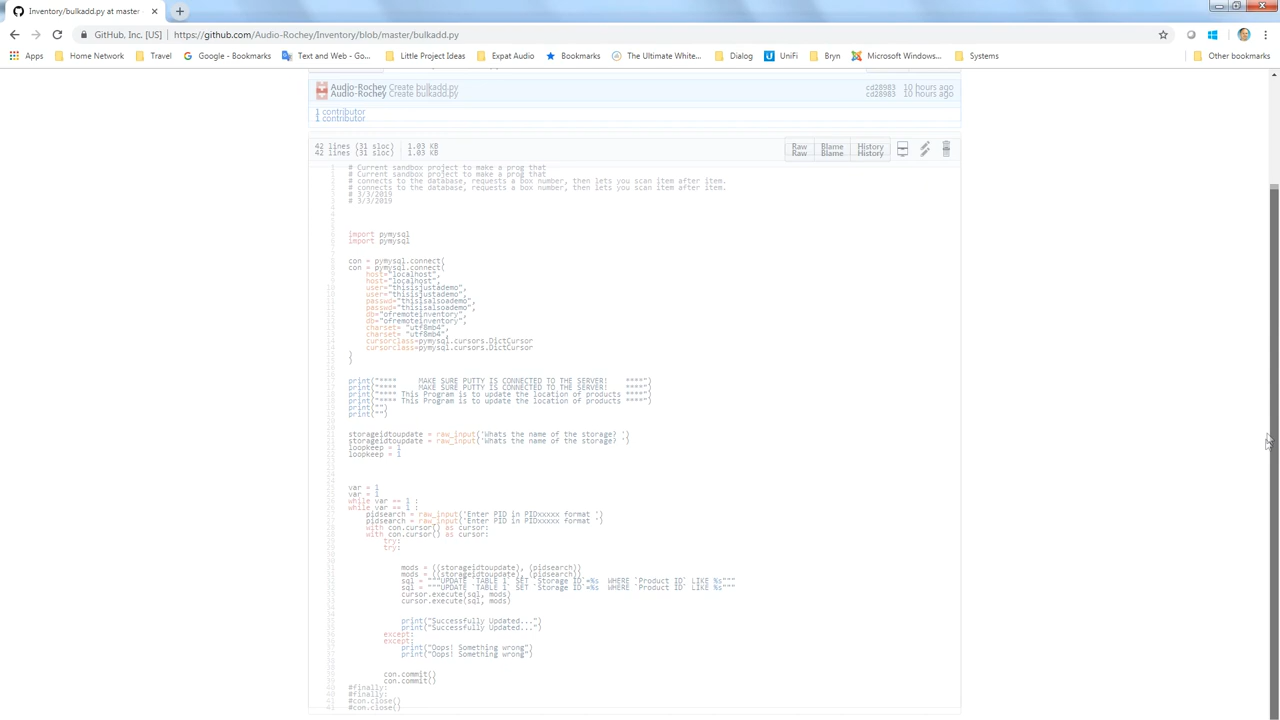 Inventory/bulkadd.py at master
GitHub, Inc. [US] | https://github.com/Audio-Rochey/Inventory/blob/master/bulkadd.py
Apps Home Network Travel Google - Bookmarks Text and Web - Go... Little Project Ideas Expat Audio Bookmarks The Ultimate White... Dialog UniFi Bryn Microsoft Windows... Systems Other bookmarks
Audio-Rochey Create bulkadd.py cd28983 10 hours ago
1 contributor
42 lines (31 sloc) 1.03 KB Raw Blame History
# Current sandbox project to make a prog that
# connects to the database, requests a box number, then lets you scan item after item.
# 3/3/2019
import pymysql
con = pymysql.connect(
host="localhost",
user="thisisjustademo",
passwd="thisisalsoademo",
db="ofremoteinventory",
charset= "utf8mb4",
cursorclass=pymysql.cursors.DictCursor
)
print("**** MAKE SURE PUTTY IS CONNECTED TO THE SERVER! ****")
print("**** This Program is to update the location of products ****")
print("")
storageidtoupdate = raw_input('Whats the name of the storage? ')
loopkeep = 1
var = 1
while var == 1 :
pidsearch = raw_input('Enter PID in PIDxxxxx format ')
with con.cursor() as cursor:
try:
mods = ((storageidtoupdate), (pidsearch))
sql = """UPDATE `TABLE 1` SET `Storage ID`=%s WHERE `Product ID` LIKE %s"""
cursor.execute(sql, mods)
print("Successfully Updated...")
except:
print("Oops! Something wrong")
con.commit()
#finally:
#con.close()